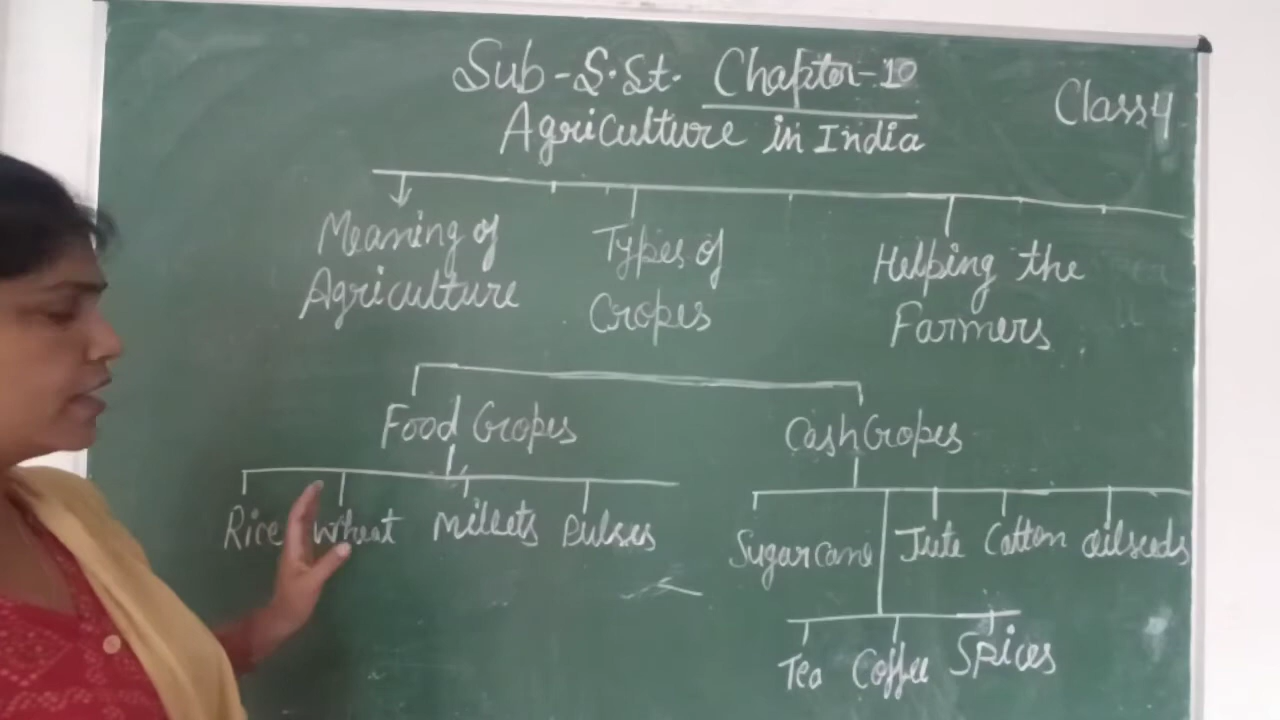 Sub-S.St. Chapter-10
Class 4
Agriculture in India
Meaning of
Agriculture
Types of
Cropes
Helping the
Farmers
Food Cropes
Cash Cropes
Rice Wheat Millets Pulses
Sugarcane Jute Cotton Oilseeds
Tea Coffee Spices